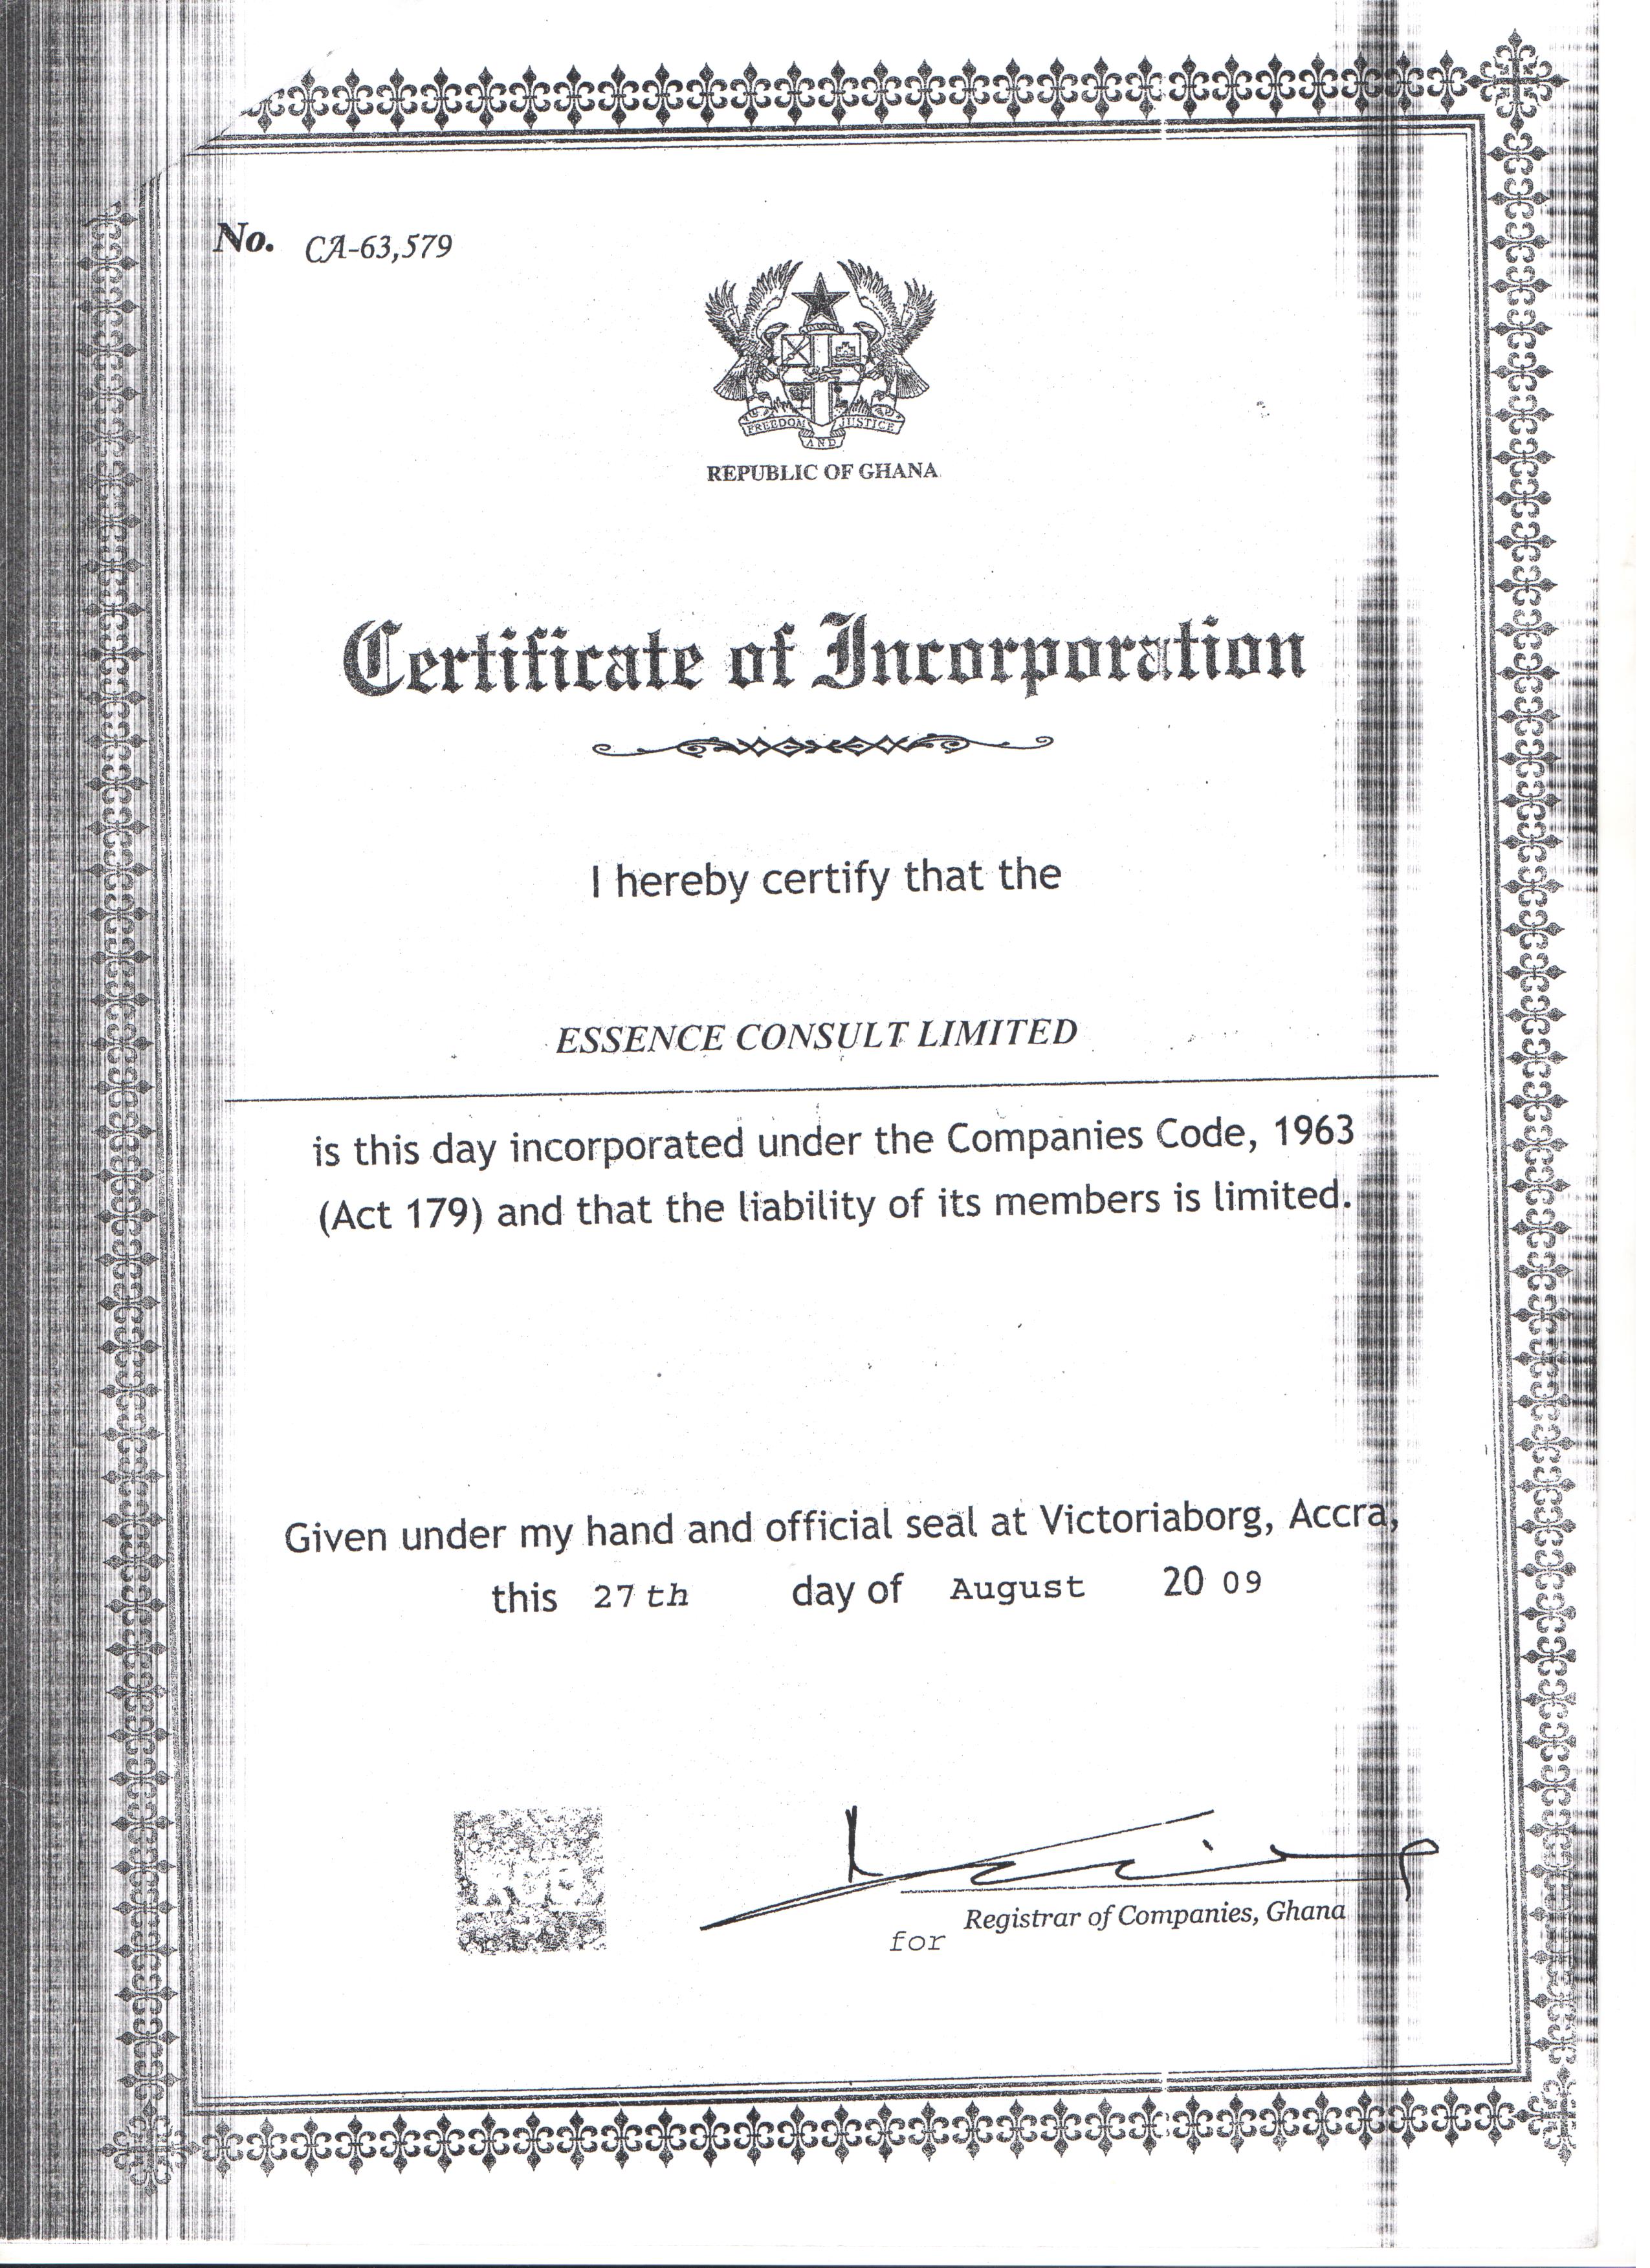 No. CA-63,579
FREEDOM AND JUSTICE
REPUBLIC OF GHANA
Certificate of Incorporation
I hereby certify that the
ESSENCE CONSULT LIMITED
is this day incorporated under the Companies Code, 1963
(Act 179) and that the liability of its members is limited.
Given under my hand and official seal at Victoriaborg, Accra,
this 27th day of August 20 09
Registrar of Companies, Ghana
for